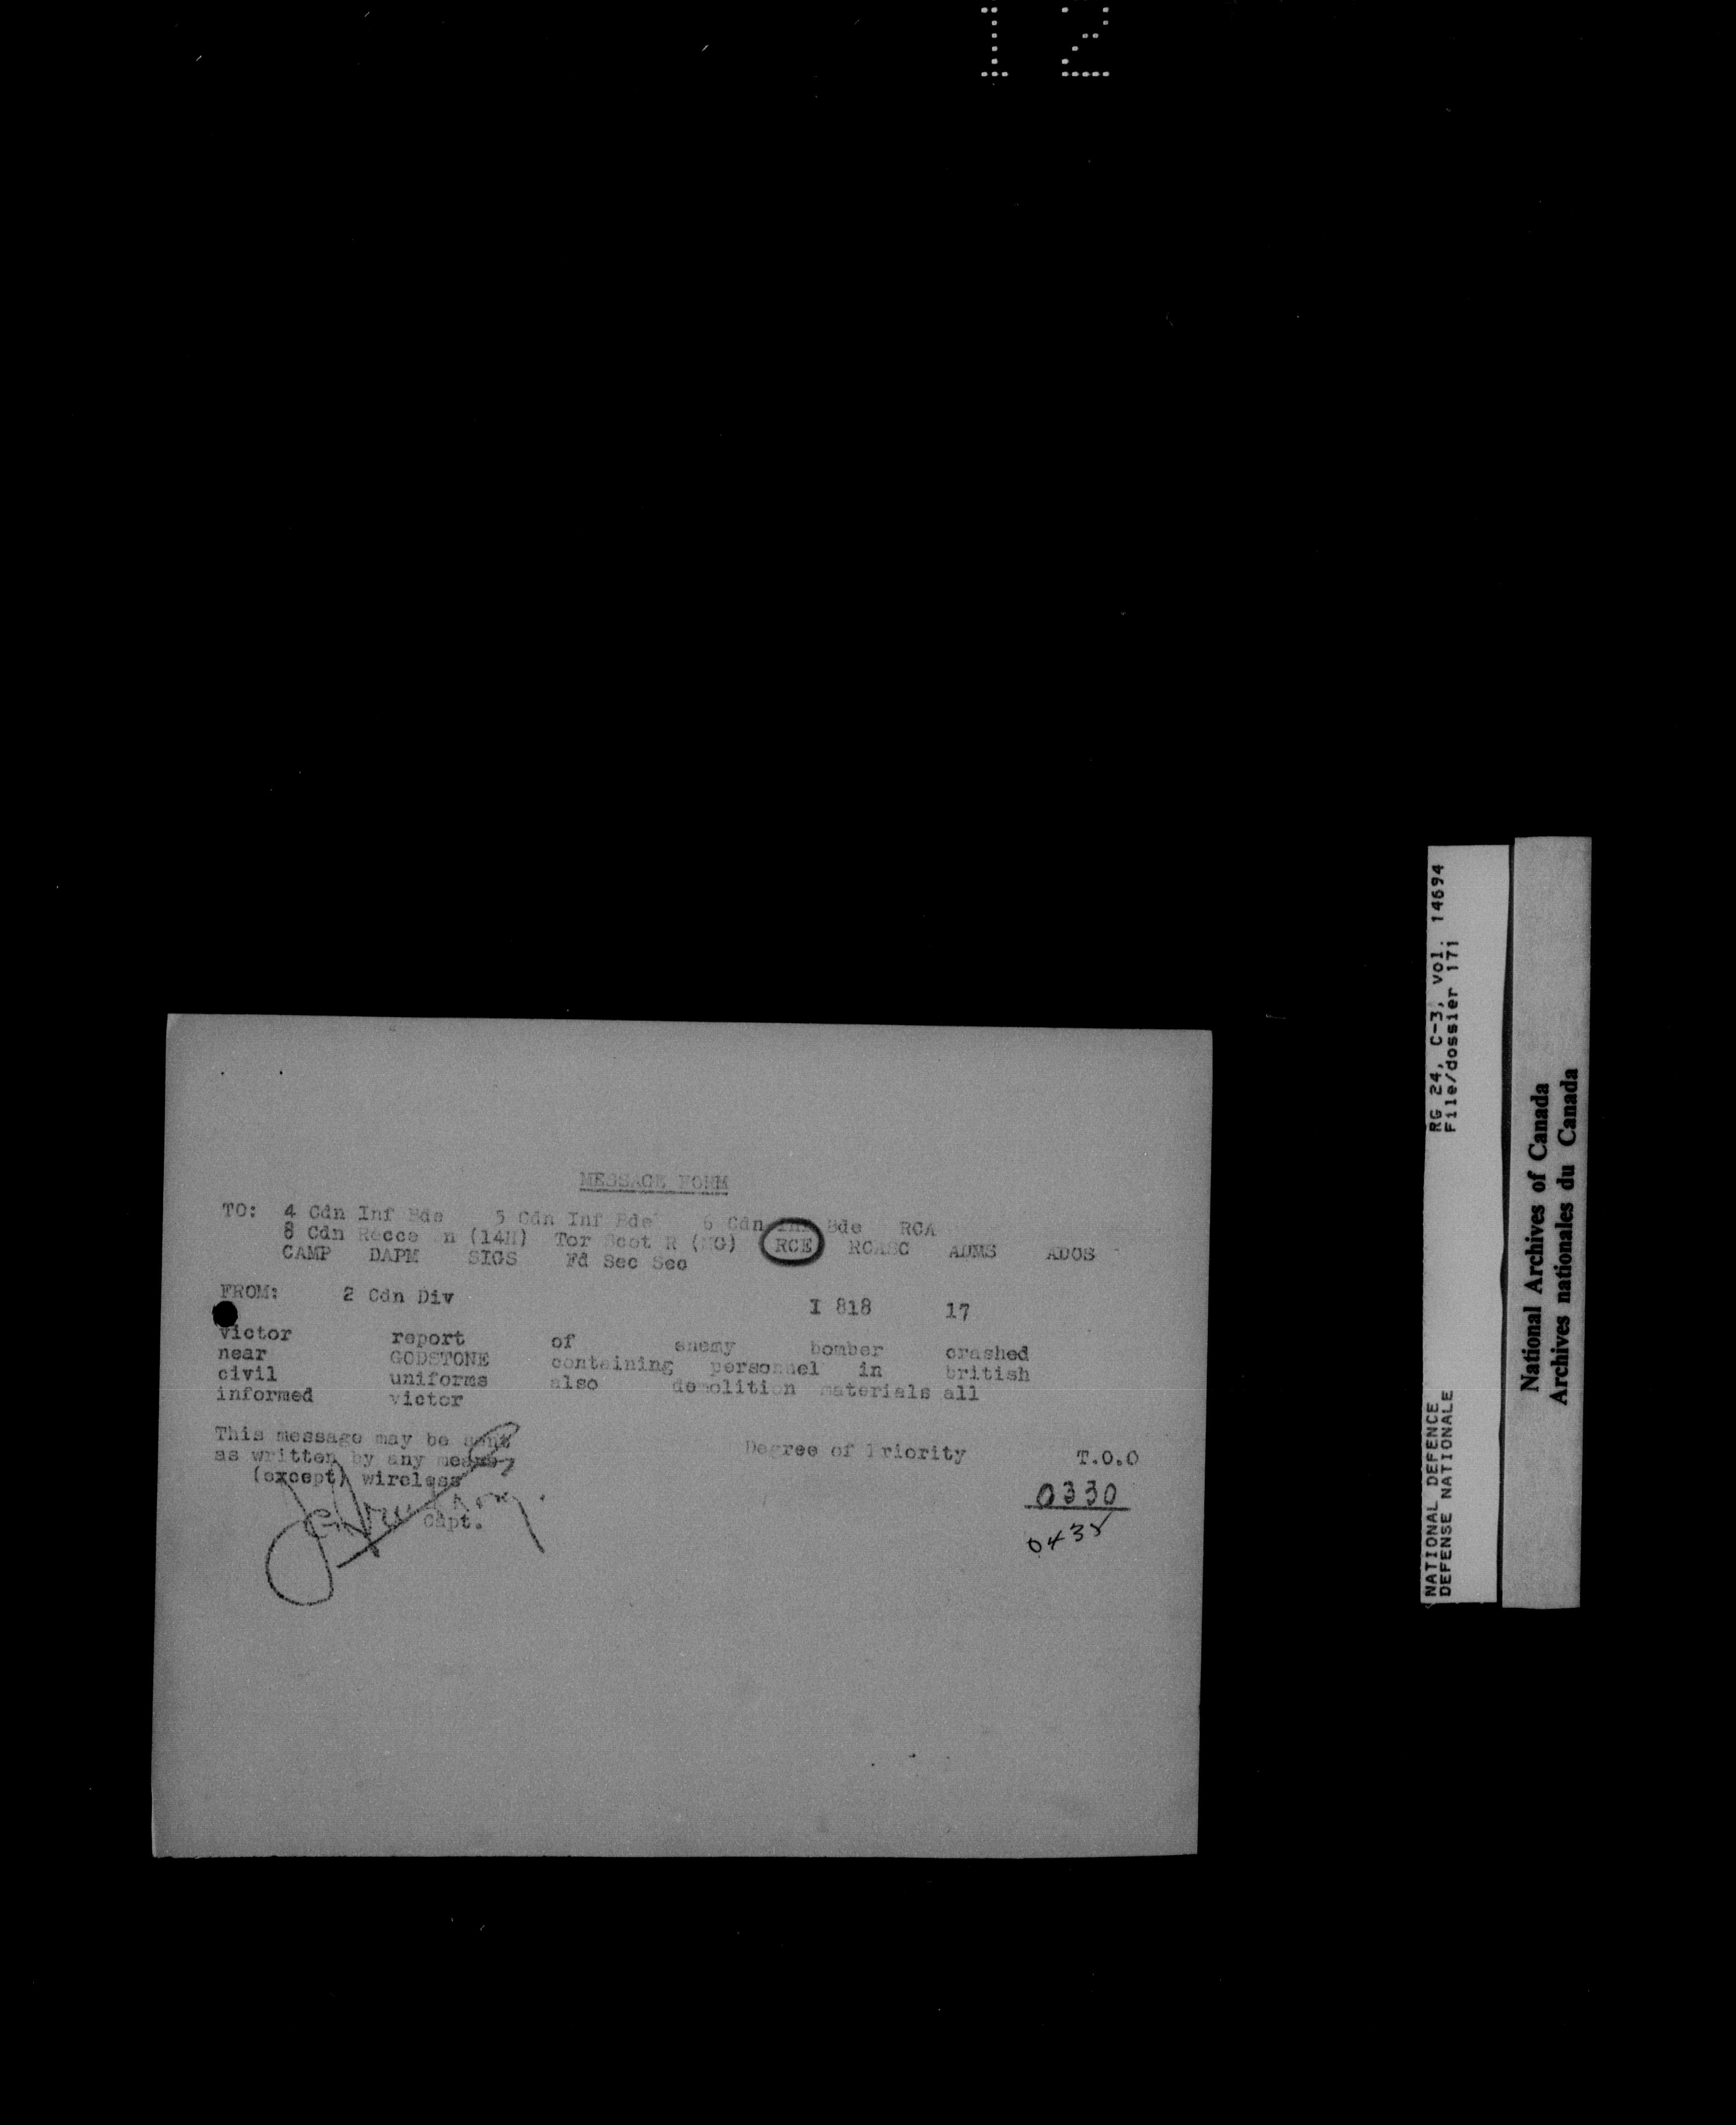 12
MESSAGE FORM
TO: 4 Cdn Inf Bde 5 Cdn Inf Bde 6 Cdn Inf Bde RCA
8 Cdn Recce n (14H) Tor Scot R (MG) RCE RCASC ADMS ADOS
CAMP DAPM SIGS Fd Sec Sec
FROM: 2 Cdn Div I 818 17
victor report of enemy bomber crashed
near GODSTONE containing personnel in british
civil uniforms also demolition materials all
informed victor
This message may be sent
as written by any means
(except) wireless
Degree of Priority T.O.O
0330
Capt.
0435
RG 24, C-3, vol. 14694
File/dossier 171
NATIONAL DEFENCE
DEFENSE NATIONALE
National Archives of Canada
Archives nationales du Canada